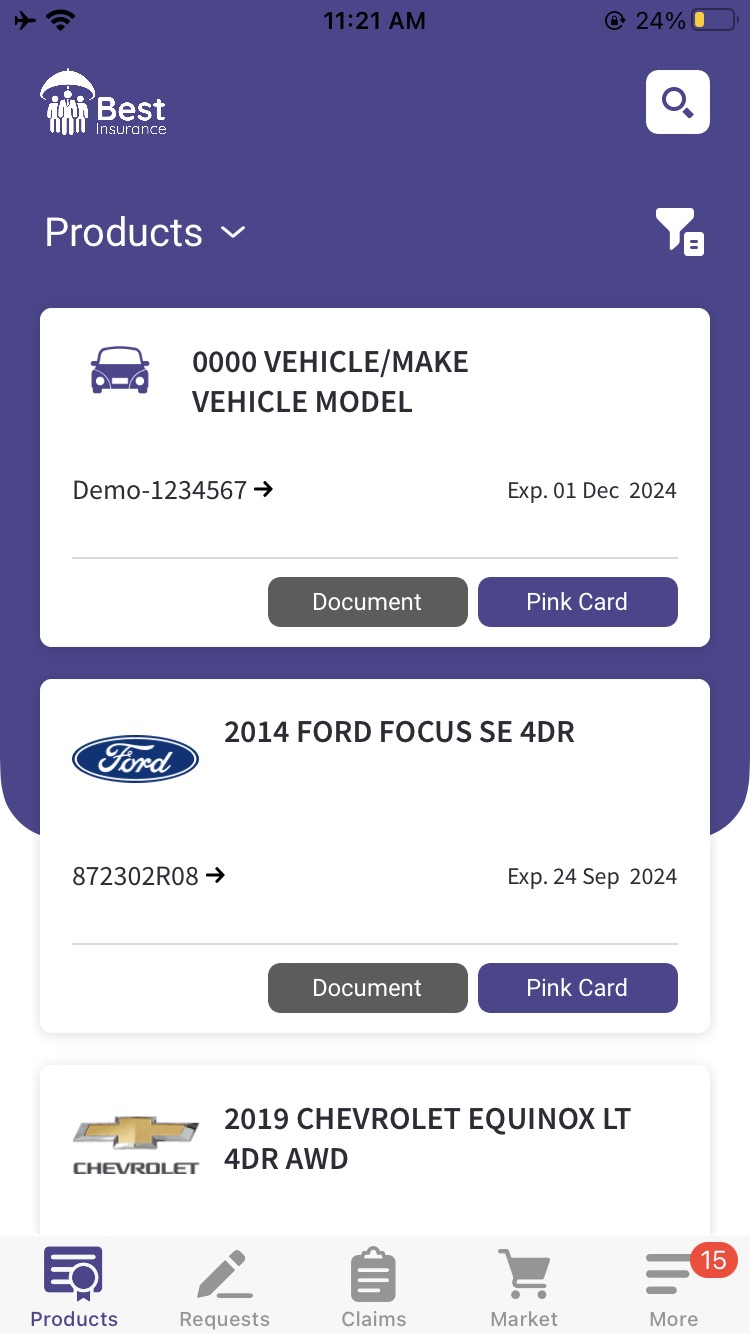 11:21 AM
24%
Best
Insurance
Products
0000 VEHICLE/MAKE
VEHICLE MODEL
Demo-1234567
Exp. 01 Dec 2024
Document
Pink Card
Ford
2014 FORD FOCUS SE 4DR
872302R08
Exp. 24 Sep 2024
Document
Pink Card
CHEVROLET
2019 CHEVROLET EQUINOX LT
4DR AWD
15
Products
Requests
Claims
Market
More